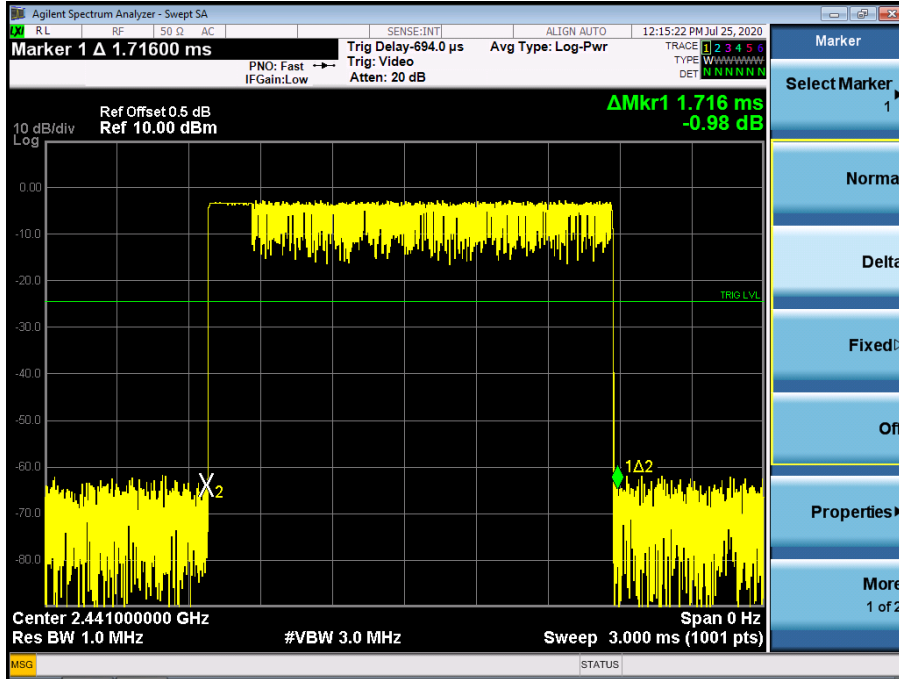 Agilent Spectrum Analyzer - Swept SA
LXI RL RF 50 Ω AC SENSE:INT ALIGN AUTO 12:15:22 PM Jul 25, 2020
Marker 1 Δ 1.71600 ms
PNO: Fast
IFGain:Low
Trig Delay-694.0 µs
Trig: Video
Atten: 20 dB
Avg Type: Log-Pwr
TRACE 1 2 3 4 5 6
TYPE WWWWWW
DET N N N N N N
ΔMkr1 1.716 ms
-0.98 dB
Ref Offset 0.5 dB
10 dB/div Ref 10.00 dBm
Log
0.00
-10.0
-20.0
TRIG LVL
-30.0
-40.0
-50.0
-60.0
1Δ2
X2
-70.0
-80.0
Center 2.441000000 GHz Span 0 Hz
Res BW 1.0 MHz #VBW 3.0 MHz Sweep 3.000 ms (1001 pts)
MSG STATUS
Marker
Select Marker
1
Norma
Delta
Fixed
Off
Properties
More
1 of 2